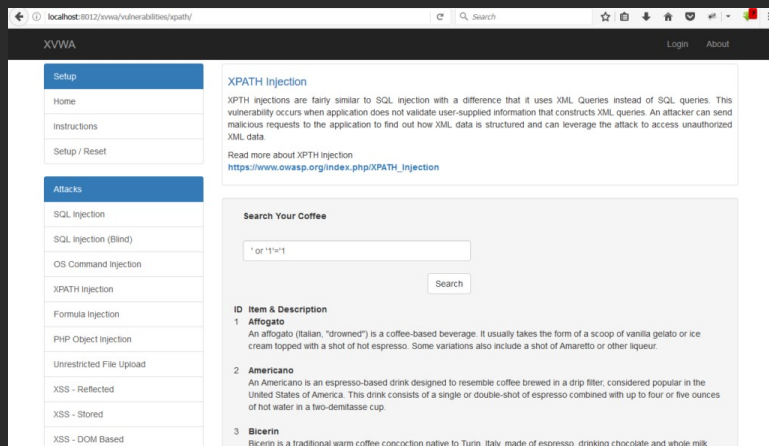 localhost:8012/xvwa/vulnerabilities/xpath/
Search
XVWA
Login
About
Setup
Home
Instructions
Setup / Reset
Attacks
SQL Injection
SQL Injection (Blind)
OS Command Injection
XPATH Injection
Formula Injection
PHP Object Injection
Unrestricted File Upload
XSS - Reflected
XSS - Stored
XSS - DOM Based
XPATH Injection
XPTH injections are fairly similar to SQL injection with a difference that it uses XML Queries instead of SQL queries. This
vulnerability occurs when application does not validate user-supplied information that constructs XML queries. An attacker can send
malicious requests to the application to find out how XML data is structured and can leverage the attack to access unauthorized
XML data.
Read more about XPTH Injection
https://www.owasp.org/index.php/XPATH_Injection
Search Your Coffee
' or '1'='1
Search
ID Item & Description
1 Affogato
An affogato (Italian, "drowned") is a coffee-based beverage. It usually takes the form of a scoop of vanilla gelato or ice
cream topped with a shot of hot espresso. Some variations also include a shot of Amaretto or other liqueur.
2 Americano
An Americano is an espresso-based drink designed to resemble coffee brewed in a drip filter, considered popular in the
United States of America. This drink consists of a single or double-shot of espresso combined with up to four or five ounces
of hot water in a two-demitasse cup.
3 Bicerin
Bicerin is a traditional warm coffee concoction native to Turin, Italy, made of espresso, drinking chocolate and whole milk